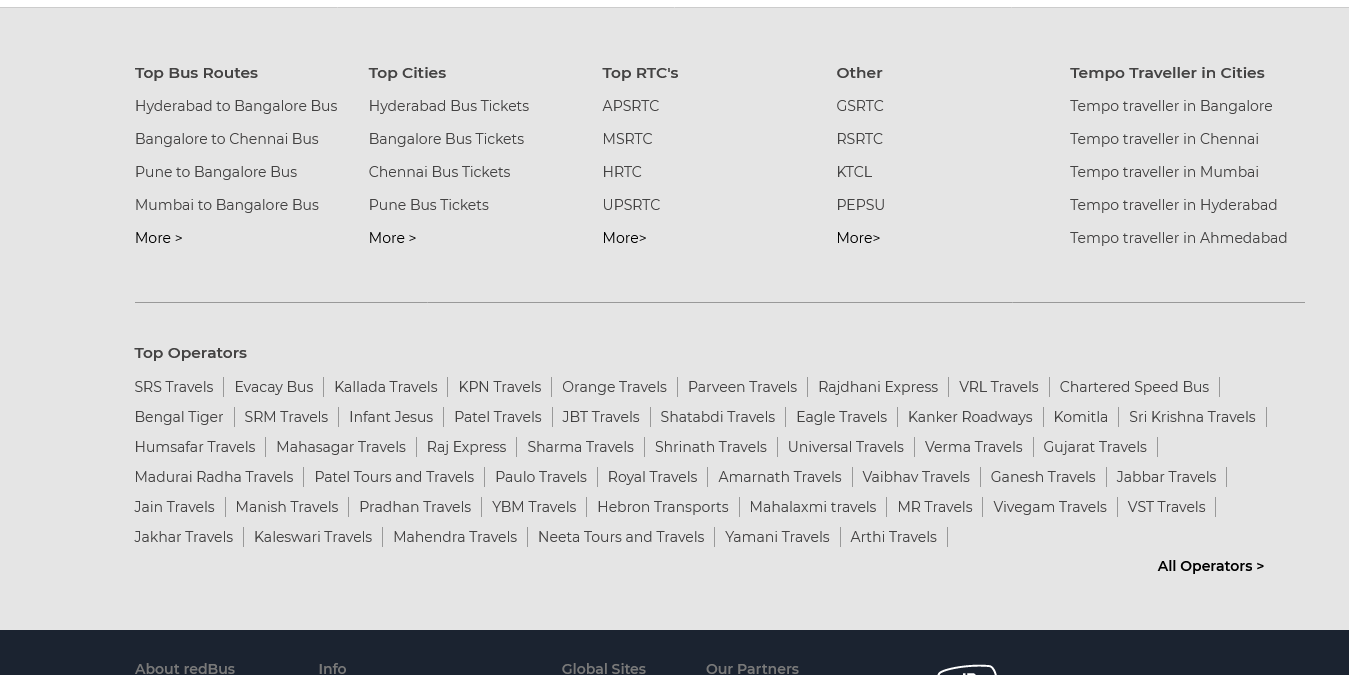 Top Bus Routes
Hyderabad to Bangalore Bus
Bangalore to Chennai Bus
Pune to Bangalore Bus
Mumbai to Bangalore Bus
More >
Top Cities
Hyderabad Bus Tickets
Bangalore Bus Tickets
Chennai Bus Tickets
Pune Bus Tickets
More >
Top RTC's
APSRTC
MSRTC
HRTC
UPSRTC
More>
Other
GSRTC
RSRTC
KTCL
PEPSU
More>
Tempo Traveller in Cities
Tempo traveller in Bangalore
Tempo traveller in Chennai
Tempo traveller in Mumbai
Tempo traveller in Hyderabad
Tempo traveller in Ahmedabad
Top Operators
SRS Travels | Evacay Bus | Kallada Travels | KPN Travels | Orange Travels | Parveen Travels | Rajdhani Express | VRL Travels | Chartered Speed Bus |
Bengal Tiger | SRM Travels | Infant Jesus | Patel Travels | JBT Travels | Shatabdi Travels | Eagle Travels | Kanker Roadways | Komitla | Sri Krishna Travels |
Humsafar Travels | Mahasagar Travels | Raj Express | Sharma Travels | Shrinath Travels | Universal Travels | Verma Travels | Gujarat Travels |
Madurai Radha Travels | Patel Tours and Travels | Paulo Travels | Royal Travels | Amarnath Travels | Vaibhav Travels | Ganesh Travels | Jabbar Travels |
Jain Travels | Manish Travels | Pradhan Travels | YBM Travels | Hebron Transports | Mahalaxmi travels | MR Travels | Vivegam Travels | VST Travels |
Jakhar Travels | Kaleswari Travels | Mahendra Travels | Neeta Tours and Travels | Yamani Travels | Arthi Travels |
All Operators >
About redBus Info Global Sites Our Partners